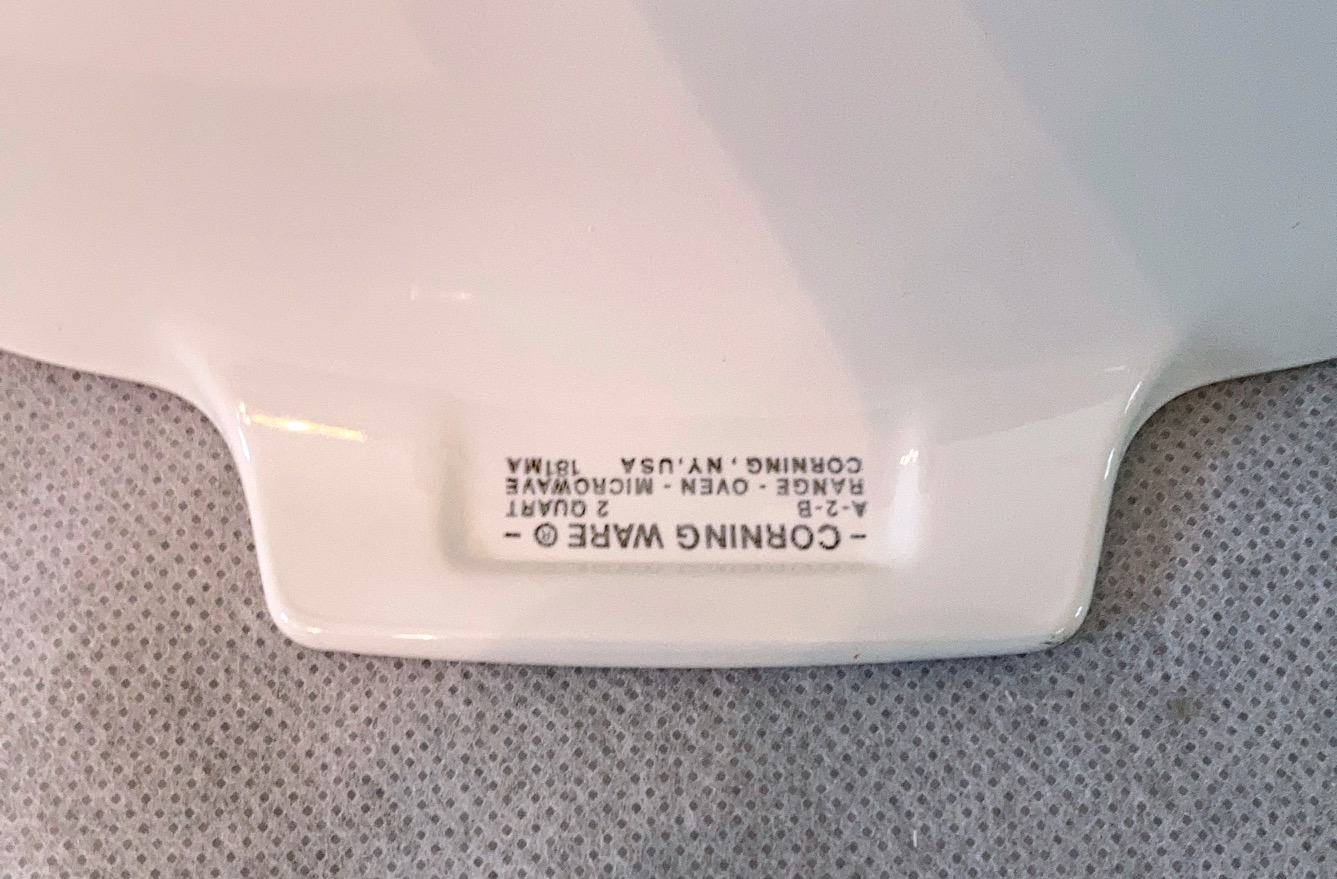 - CORNING WARE ® -
A-2-B 2 QUART
RANGE - OVEN - MICROWAVE
CORNING, NY, USA 181MA